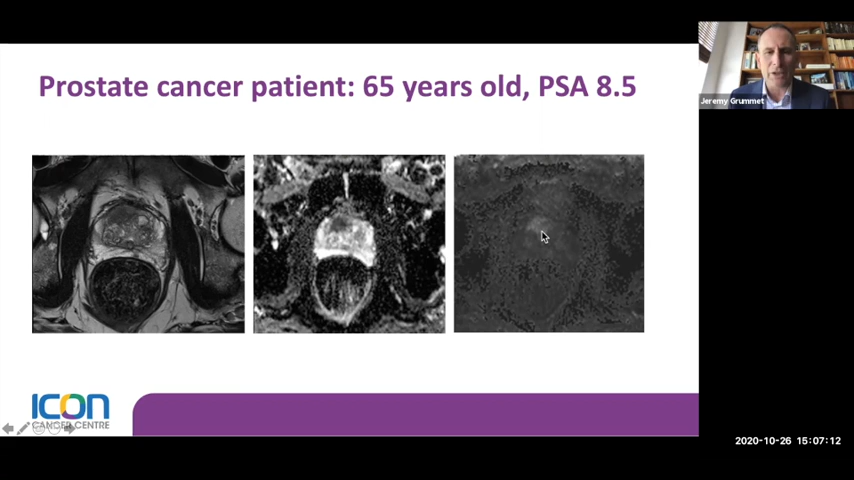 Prostate cancer patient: 65 years old, PSA 8.5
Jeremy Grummet
ICON
CANCER CENTRE
2020-10-26 15:07:12